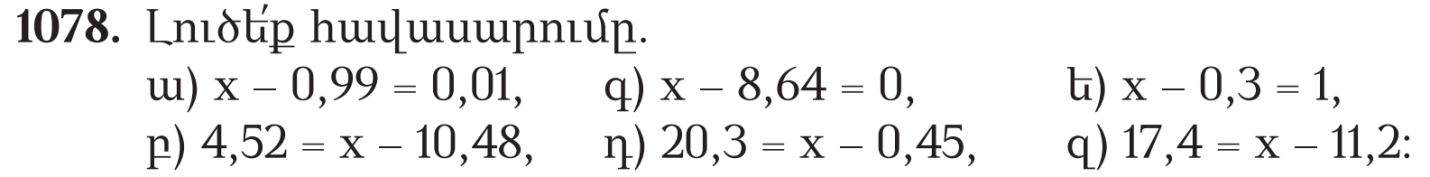 1078. Լուծե՛ք հավասարումը.
ա) x – 0,99 = 0,01, գ) x – 8,64 = 0, ե) x – 0,3 = 1,
բ) 4,52 = x – 10,48, դ) 20,3 = x – 0,45, զ) 17,4 = x – 11,2: